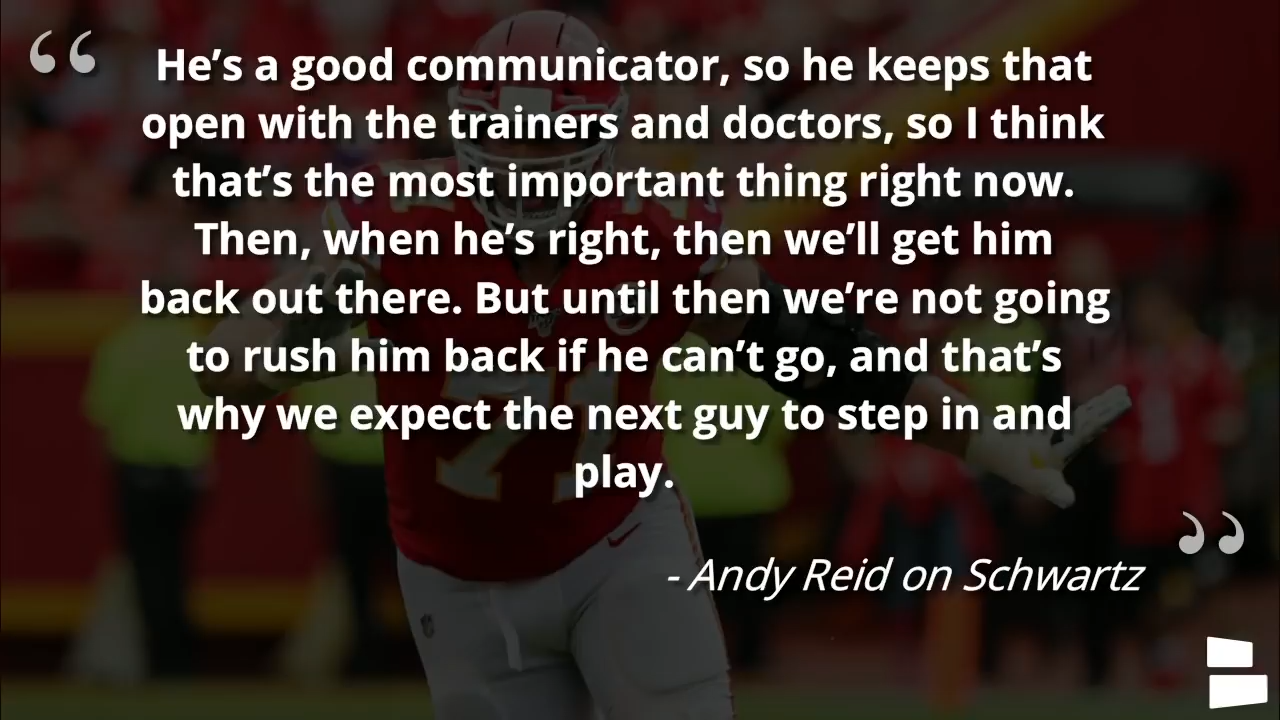 “
He’s a good communicator, so he keeps that
open with the trainers and doctors, so I think
that’s the most important thing right now.
Then, when he’s right, then we’ll get him
back out there. But until then we’re not going
to rush him back if he can’t go, and that’s
why we expect the next guy to step in and
play.
”
- Andy Reid on Schwartz
71